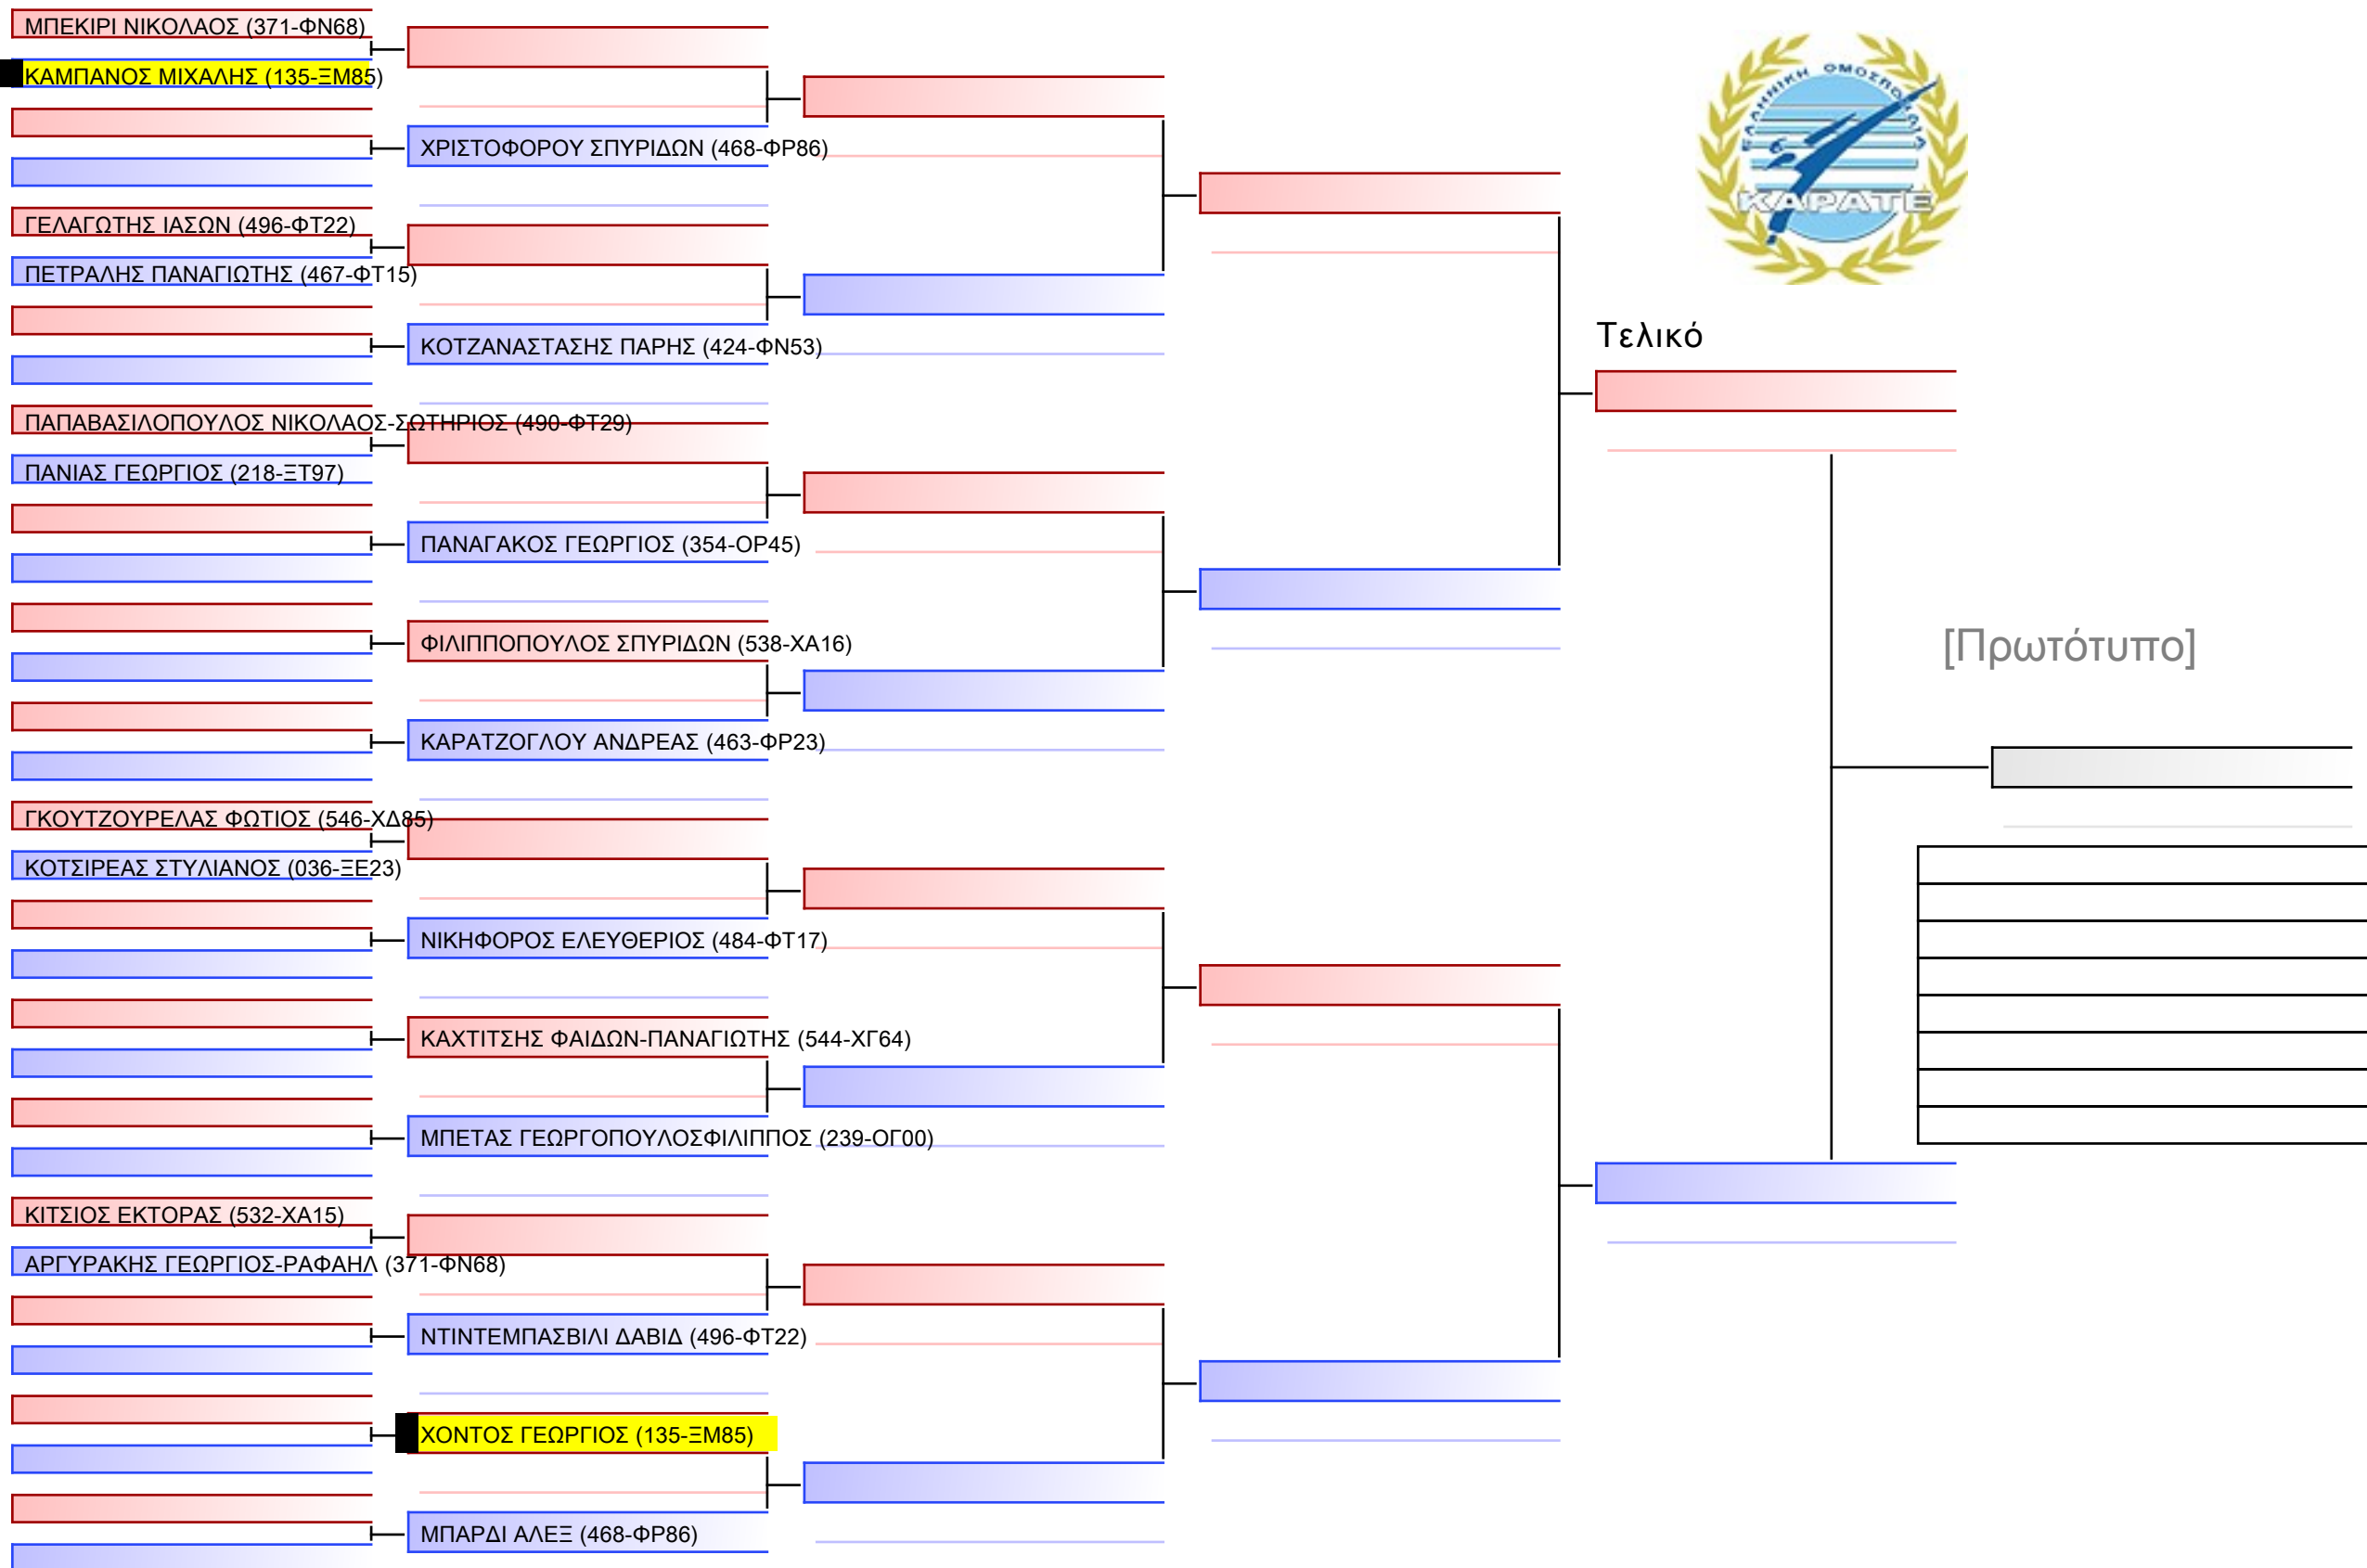 ΜΠΕΚΙΡΙ ΝΙΚΟΛΑΟΣ (371-ΦΝ68)
ΚΑΜΠΑΝΟΣ ΜΙΧΑΛΗΣ (135-ΞΜ85)
ΧΡΙΣΤΟΦΟΡΟΥ ΣΠΥΡΙΔΩΝ (468-ΦΡ86)
ΓΕΛΑΓΩΤΗΣ ΙΑΣΩΝ (496-ΦΤ22)
ΠΕΤΡΑΛΗΣ ΠΑΝΑΓΙΩΤΗΣ (467-ΦΤ15)
ΚΟΤΖΑΝΑΣΤΑΣΗΣ ΠΑΡΗΣ (424-ΦΝ53)
ΠΑΠΑΒΑΣΙΛΟΠΟΥΛΟΣ ΝΙΚΟΛΑΟΣ-ΣΩΤΗΡΙΟΣ (490-ΦΤ29)
ΠΑΝΙΑΣ ΓΕΩΡΓΙΟΣ (218-ΞΤ97)
ΠΑΝΑΓΑΚΟΣ ΓΕΩΡΓΙΟΣ (354-ΟΡ45)
ΦΙΛΙΠΠΟΠΟΥΛΟΣ ΣΠΥΡΙΔΩΝ (538-ΧΑ16)
ΚΑΡΑΤΖΟΓΛΟΥ ΑΝΔΡΕΑΣ (463-ΦΡ23)
ΓΚΟΥΤΖΟΥΡΕΛΑΣ ΦΩΤΙΟΣ (546-ΧΔ85)
ΚΟΤΣΙΡΕΑΣ ΣΤΥΛΙΑΝΟΣ (036-ΞΕ23)
ΝΙΚΗΦΟΡΟΣ ΕΛΕΥΘΕΡΙΟΣ (484-ΦΤ17)
ΚΑΧΤΙΤΣΗΣ ΦΑΙΔΩΝ-ΠΑΝΑΓΙΩΤΗΣ (544-ΧΓ64)
ΜΠΕΤΑΣ ΓΕΩΡΓΟΠΟΥΛΟΣΦΙΛΙΠΠΟΣ (239-ΟΓ00)
ΚΙΤΣΙΟΣ ΕΚΤΟΡΑΣ (532-ΧΑ15)
ΑΡΓΥΡΑΚΗΣ ΓΕΩΡΓΙΟΣ-ΡΑΦΑΗΛ (371-ΦΝ68)
ΝΤΙΝΤΕΜΠΑΣΒΙΛΙ ΔΑΒΙΔ (496-ΦΤ22)
ΧΟΝΤΟΣ ΓΕΩΡΓΙΟΣ (135-ΞΜ85)
ΜΠΑΡΔΙ ΑΛΕΞ (468-ΦΡ86)
ΕΛΛΗΝΙΚΗ ΟΜΟΣΠΟΝΔΙΑ
ΚΑΡΑΤΕ
Τελικό
[Πρωτότυπο]